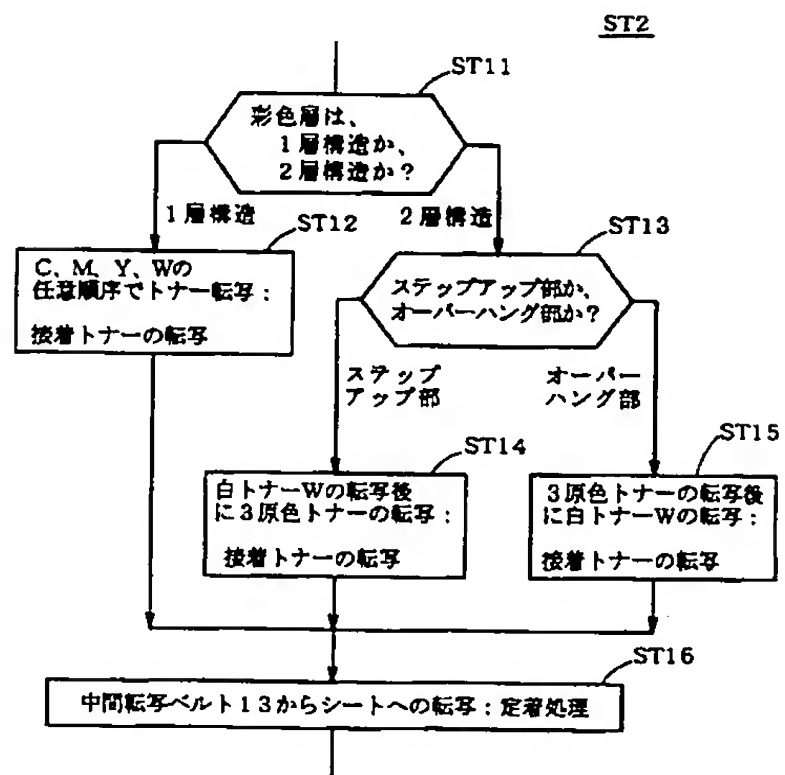 ST2
ST11
彩色層は、
1層構造か、
2層構造か?
1層構造
ST12
2層構造
ST13
C、M、Y、Wの
任意順序でトナー転写:
接着トナーの転写
ステップアップ部か、
オーバーハング部か?
ステップ
アップ部
オーバー
ハング部
ST14
ST15
白トナーWの転写後
に3原色トナーの転写:
接着トナーの転写
3原色トナーの転写後
に白トナーWの転写:
接着トナーの転写
ST16
中間転写ベルト13からシートへの転写:定着処理